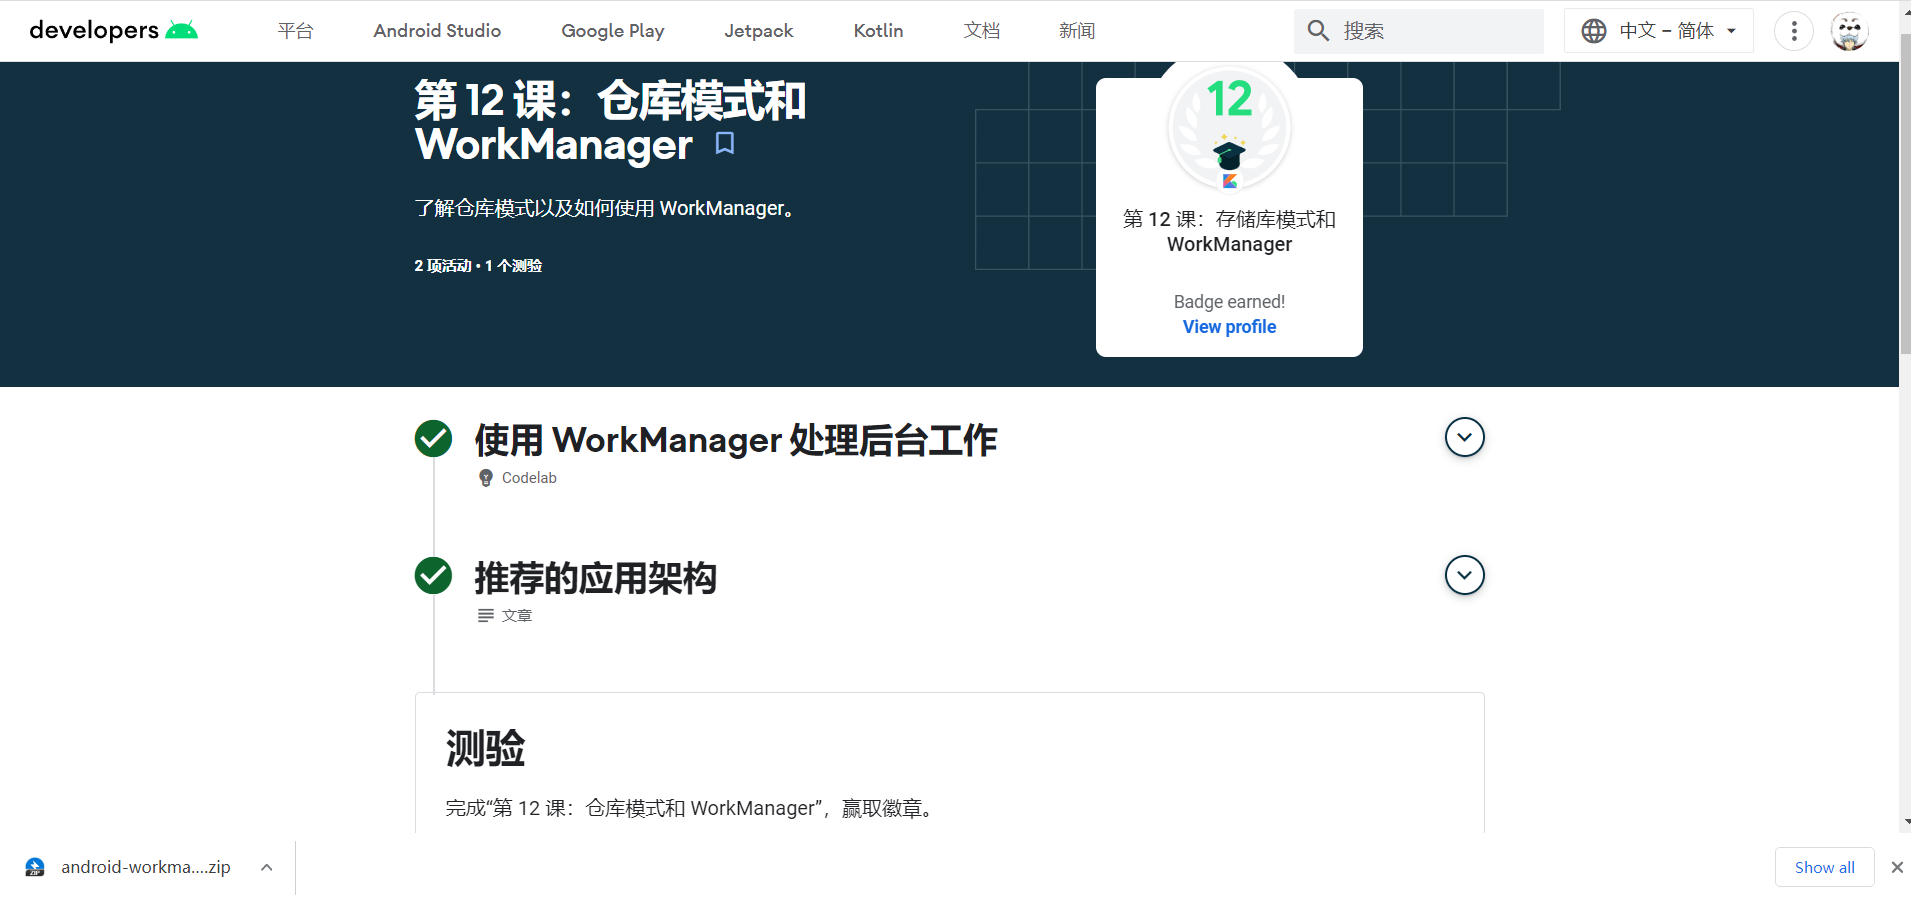 developers
平台
Android Studio
Google Play
Jetpack
Kotlin
文档
新闻
搜索
中文 – 简体
第 12 课：仓库模式和
WorkManager
了解仓库模式以及如何使用 WorkManager。
2 项活动 • 1 个测验
12
第 12 课：存储库模式和
WorkManager
Badge earned!
View profile
使用 WorkManager 处理后台工作
Codelab
推荐的应用架构
文章
测验
完成“第 12 课：仓库模式和 WorkManager”，赢取徽章。
ZIP
android-workma....zip
Show all